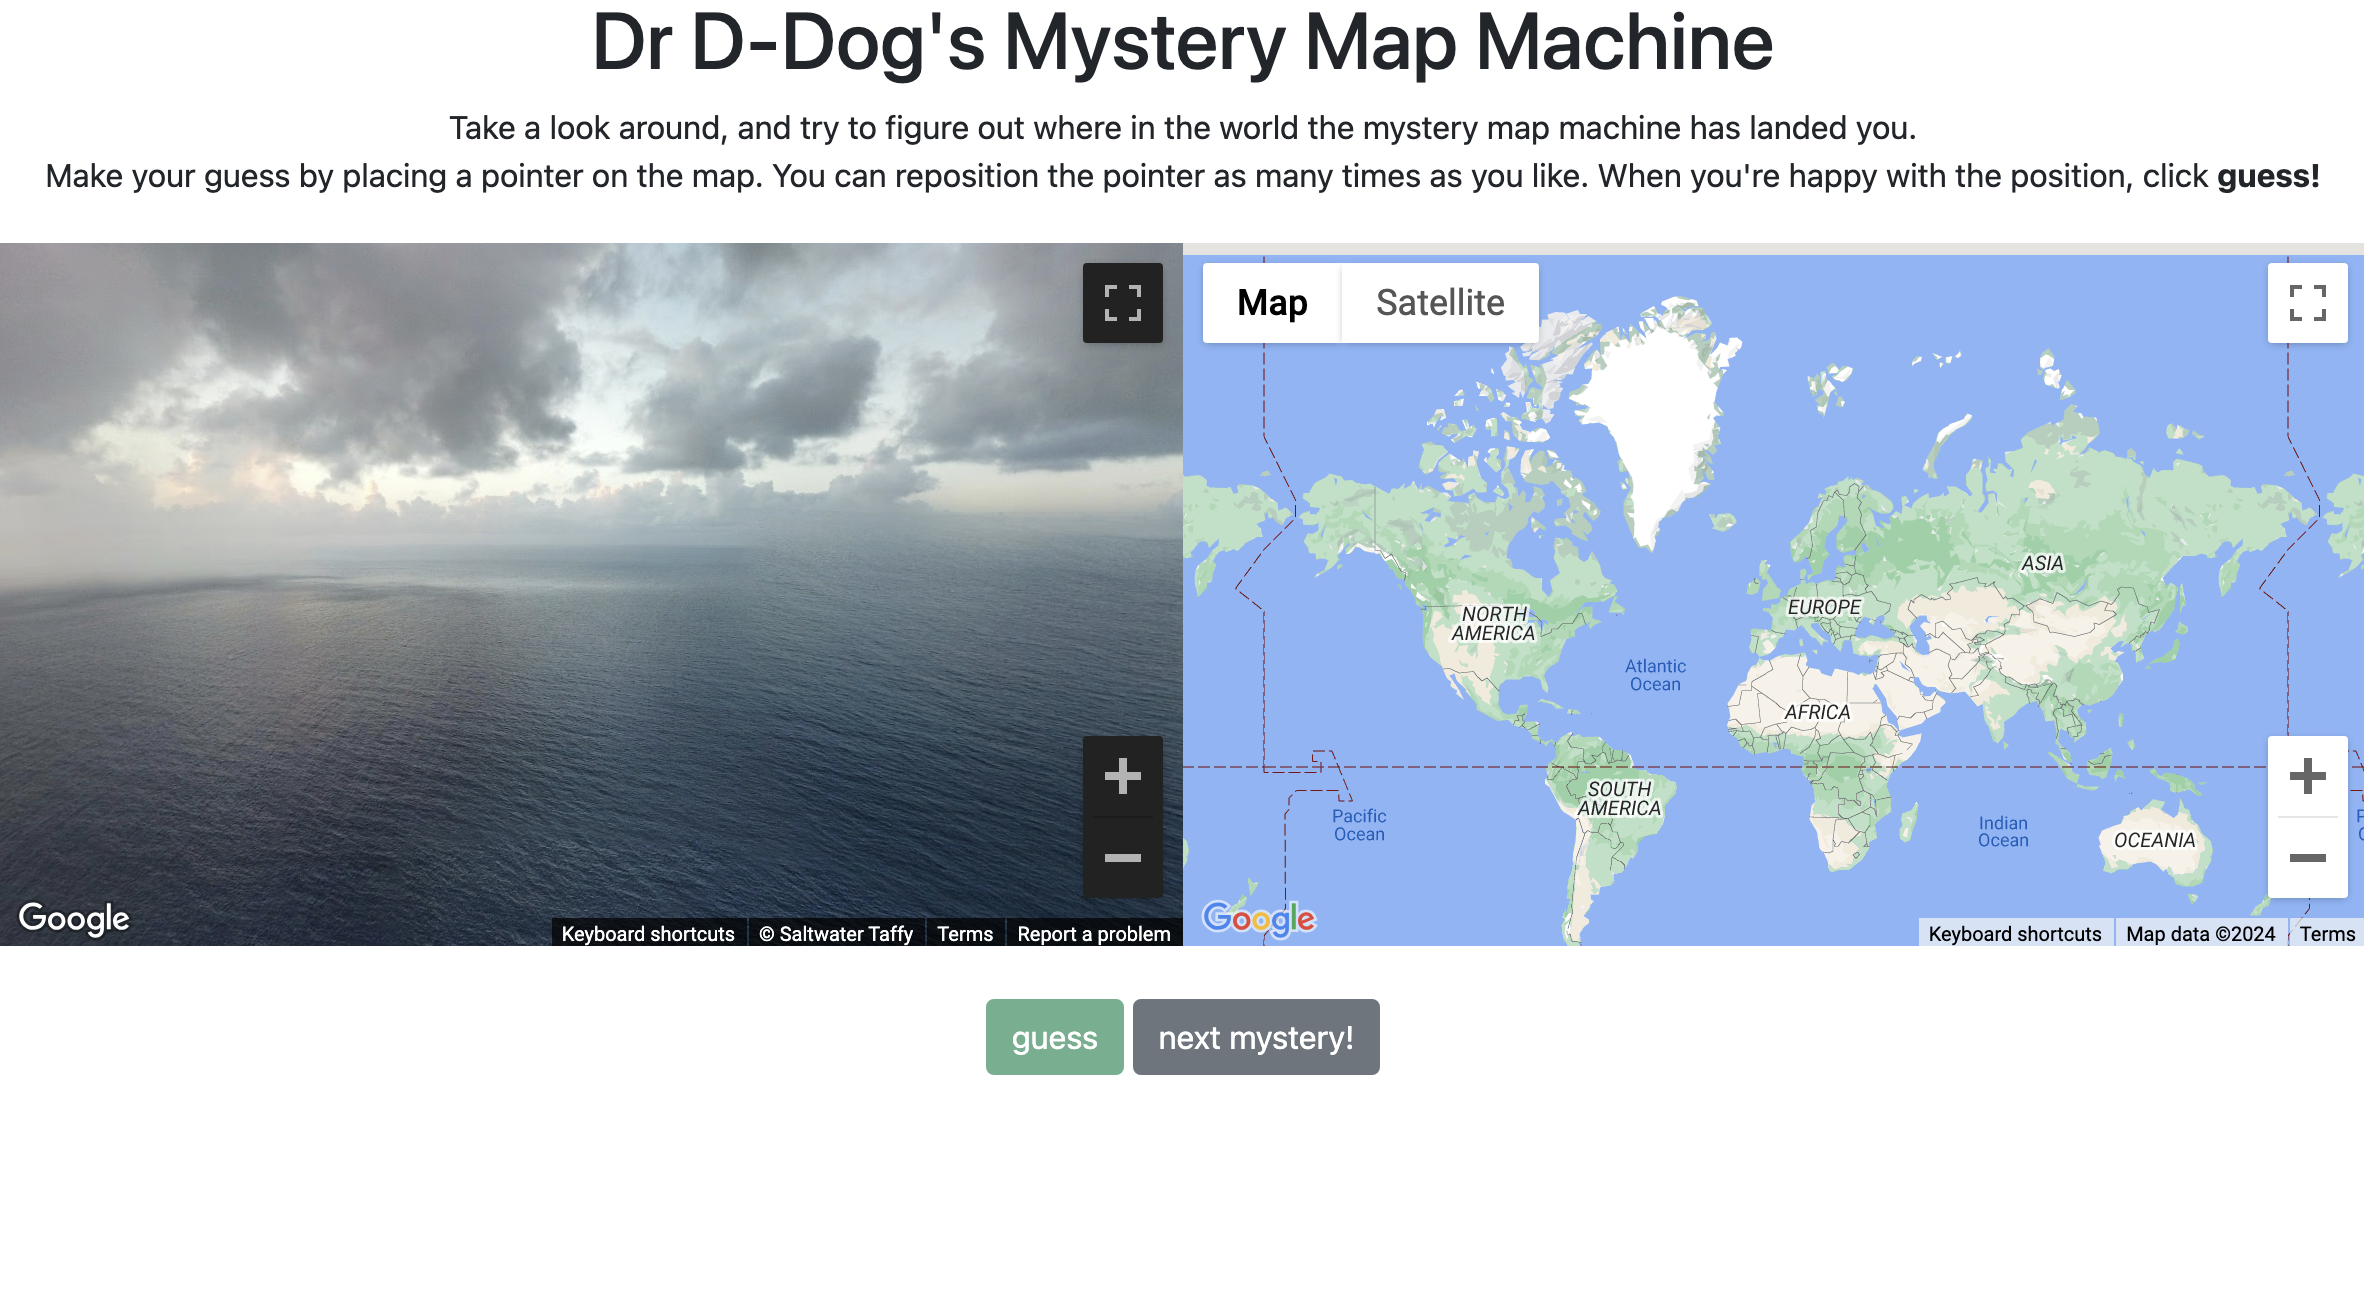 Dr D-Dog's Mystery Map Machine
Take a look around, and try to figure out where in the world the mystery map machine has landed you.
Make your guess by placing a pointer on the map. You can reposition the pointer as many times as you like. When you're happy with the position, click guess!
Google
Keyboard shortcuts
© Saltwater Taffy
Terms
Report a problem
Map
Satellite
ASIA
EUROPE
NORTH
AMERICA
Atlantic
Ocean
AFRICA
SOUTH
AMERICA
Pacific
Ocean
Indian
Ocean
OCEANIA
Google
Keyboard shortcuts
Map data ©2024
Terms
guess
next mystery!